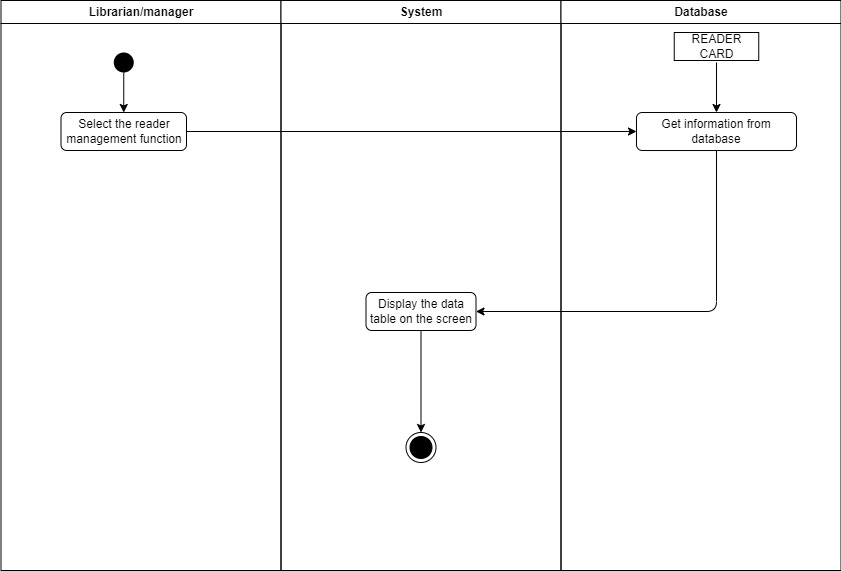 Librarian/manager
System
Database
READER
CARD
Select the reader
management function
Get information from
database
Display the data
table on the screen